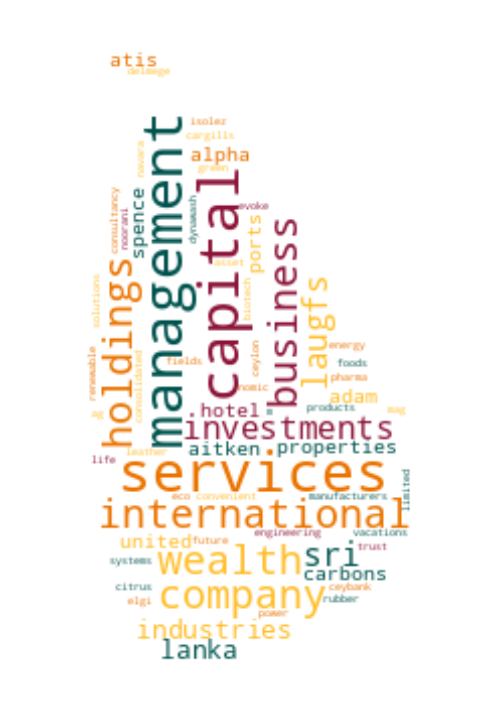 atis
delmege
management
isolez
cargills
navara
alpha
green
capital
consultancy
noorani
spence
dynawash
evoke
ports
business
holdings
asset
solutions
biotech
laugfs
renewable
consolidated
fields
ceylon
energy
foods
pharma
nomic
adam
hotel
products
mag
investments
leather
aitken
properties
life
services
limited
eco
convenient
manufacturers
international
engineering
vacations
united
future
wealth
sri
trust
systems
carbons
citrus
company
ceybank
elgi
rubber
power
industries
lanka